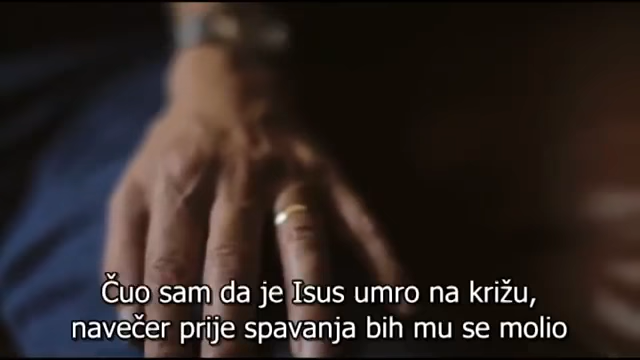 Čuo sam da je Isus umro na križu,
navečer prije spavanja bih mu se molio